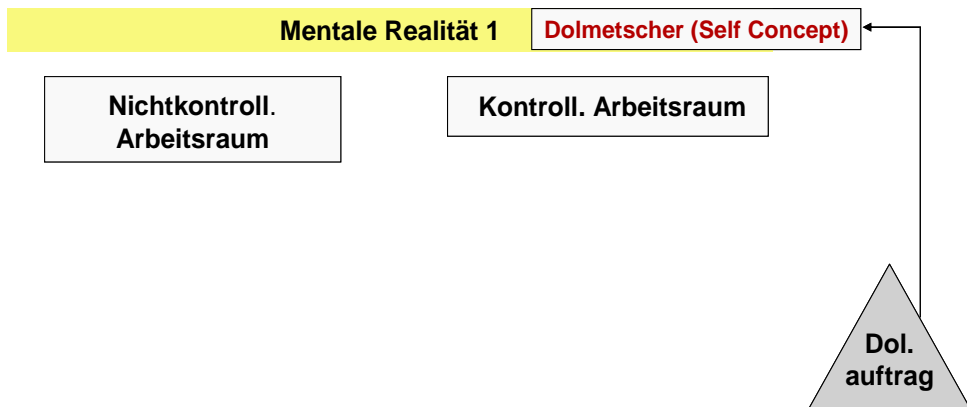 Mentale Realität 1
Dolmetscher (Self Concept)
Nichtkontroll.
Arbeitsraum
Kontroll. Arbeitsraum
Dol.
auftrag